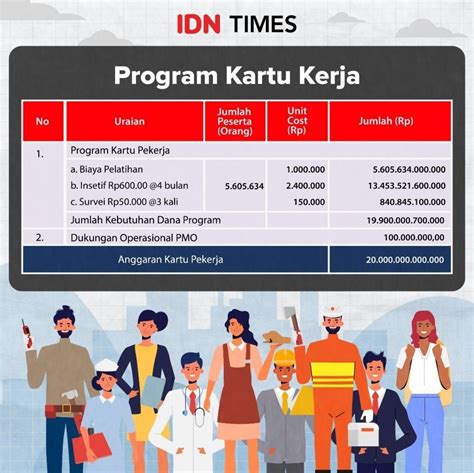 IDN TIMES
Program Kartu Kerja
No Uraian Jumlah Peserta (Orang) Unit Cost (Rp) Jumlah (Rp)
1. Program Kartu Pekerja
a. Biaya Pelatihan 1.000.000 5.605.634.000.000
b. Insetif Rp600.00 @4 bulan 5.605.634 2.400.000 13.453.521.600.000
c. Survei Rp50.000 @3 kali 150.000 840.845.100.000
Jumlah Kebutuhan Dana Program 19.900.000.700.000
2. Dukungan Operasional PMO 100.000.000,00
Anggaran Kartu Pekerja 20.000.000.000.000